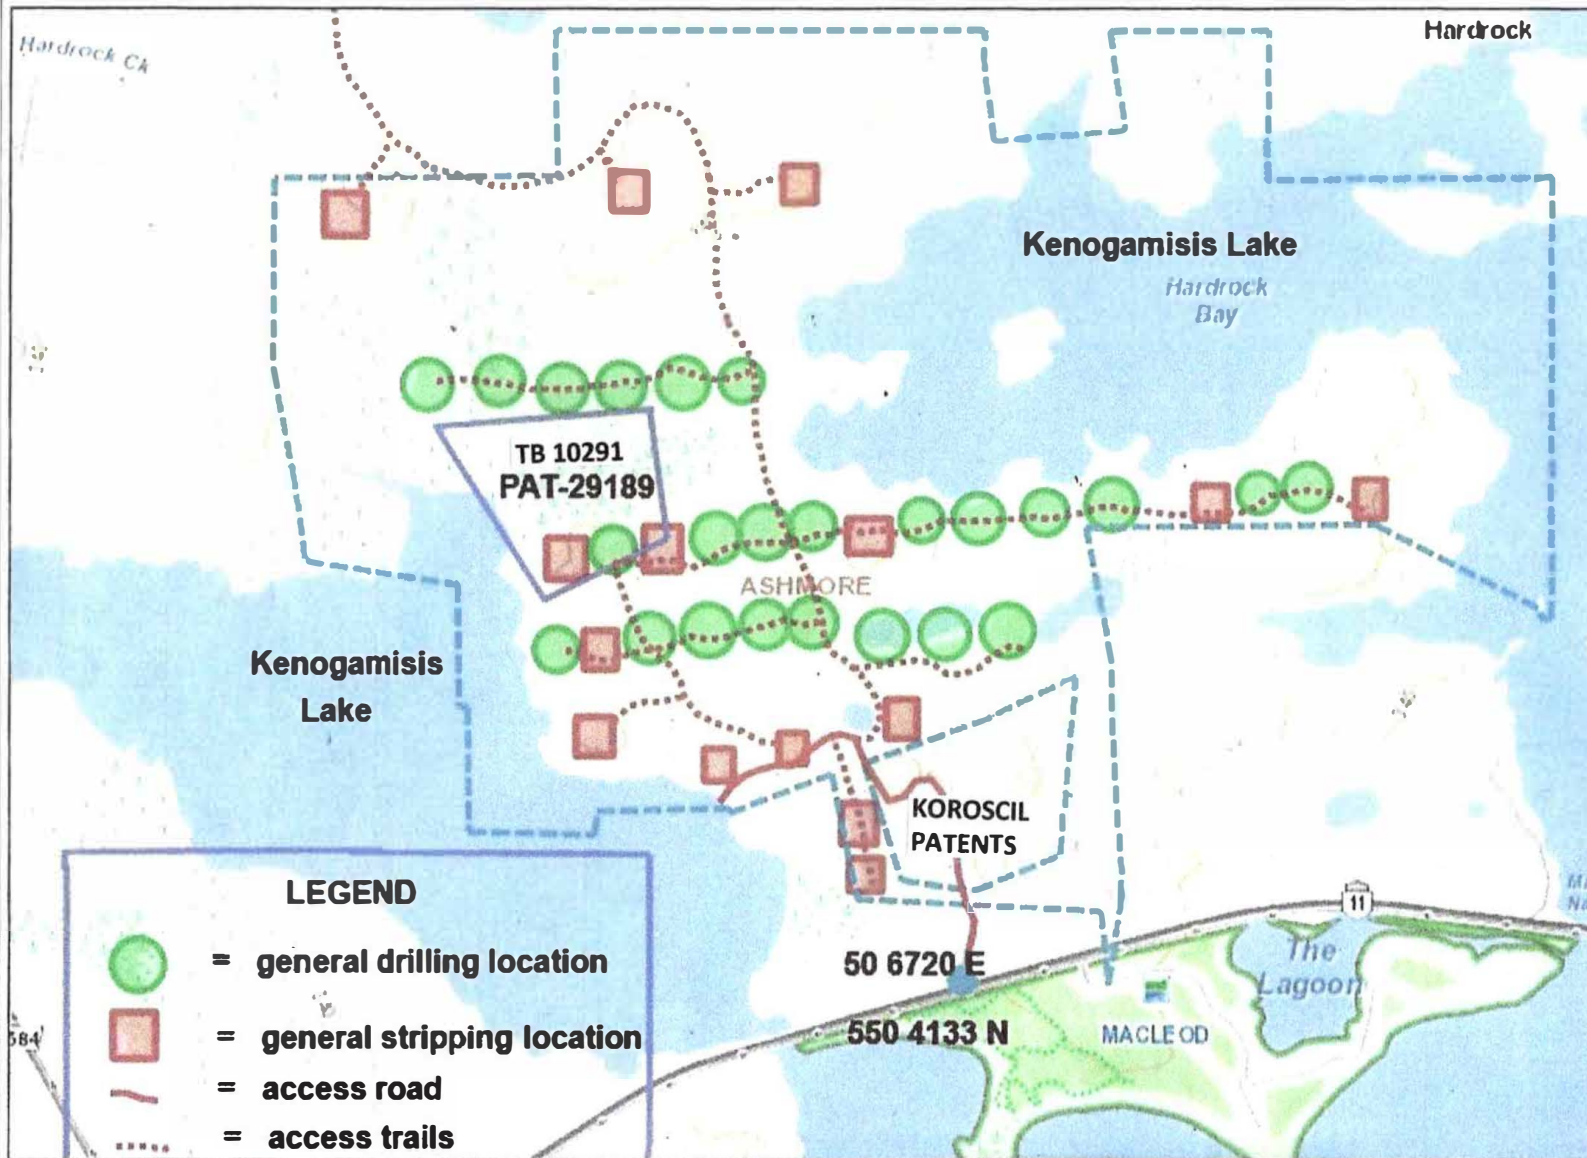 Hardrock Ck
Hardrock
Kenogamisis Lake
Hardrock
Bay
TB 10291
PAT-29189
ASHMORE
Kenogamisis
Lake
KOROSCIL
PATENTS
LEGEND
= general drilling location
= general stripping location
= access road
= access trails
584
11
50 6720 E
550 4133 N
The
Lagoon
MACLEOD